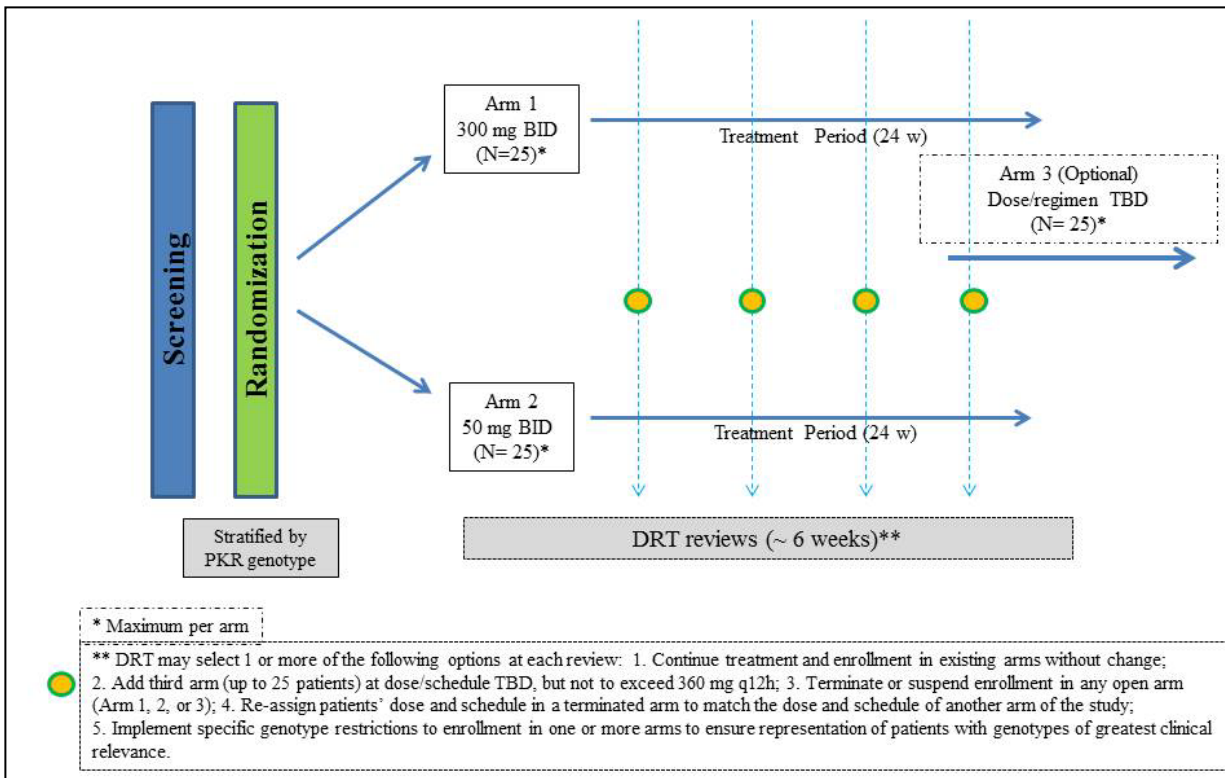 Screening
Randomization
Stratified by
PKR genotype
Arm 1
300 mg BID
(N=25)*
Treatment Period (24 w)
Arm 3 (Optional)
Dose/regimen TBD
(N= 25)*
Arm 2
50 mg BID
(N= 25)*
Treatment Period (24 w)
DRT reviews (~ 6 weeks)**
* Maximum per arm
** DRT may select 1 or more of the following options at each review: 1. Continue treatment and enrollment in existing arms without change;
2. Add third arm (up to 25 patients) at dose/schedule TBD, but not to exceed 360 mg q12h; 3. Terminate or suspend enrollment in any open arm
(Arm 1, 2, or 3); 4. Re-assign patients’ dose and schedule in a terminated arm to match the dose and schedule of another arm of the study;
5. Implement specific genotype restrictions to enrollment in one or more arms to ensure representation of patients with genotypes of greatest clinical
relevance.